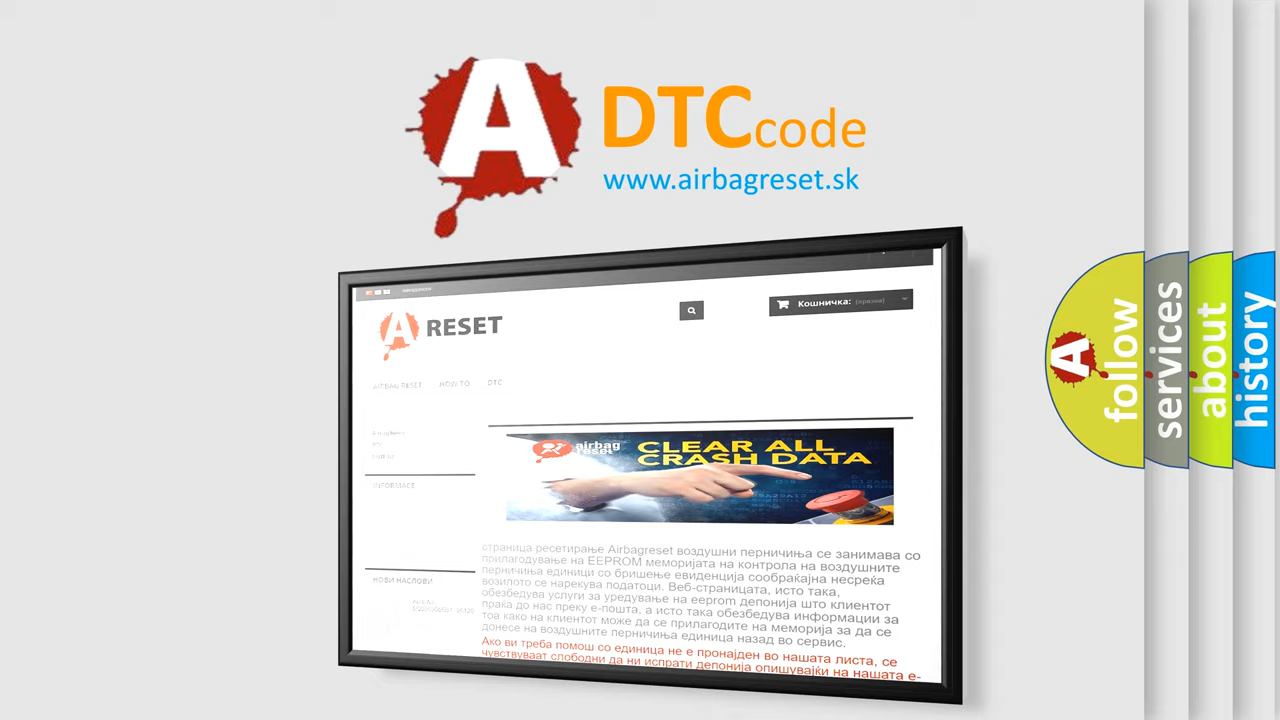 A DTC code
www.airbagreset.sk
A RESET
Кошничка: (празни)
AIRBAG RESET HOW TO DTC
airbag
reset
CLEAR ALL
CRASH DATA
INFORMACE
страница ресетирање Airbagreset воздушни перничиња се занимава со
прилагодување на EEPROM меморијата на контрола на воздушните
перничиња единици со бришење евиденција сообраќајна несреќа
возилото се нарекува податоци. Веб-страницата, исто така,
обезбедува услуги за уредување на eeprom депонија што клиентот
праќа до нас преку е-пошта, а исто така обезбедува информации за
тоа како на клиентот може да се прилагодите на меморија за да се
донесе на воздушните перничиња единица назад во сервис.
Ако ви треба помош со единица не е пронајден во нашата листа, се
чувствуваат слободни да ни испрати депонија опишувајќи на нашата е-
НОВИ НАСЛОВИ
A
follow
services
about
history